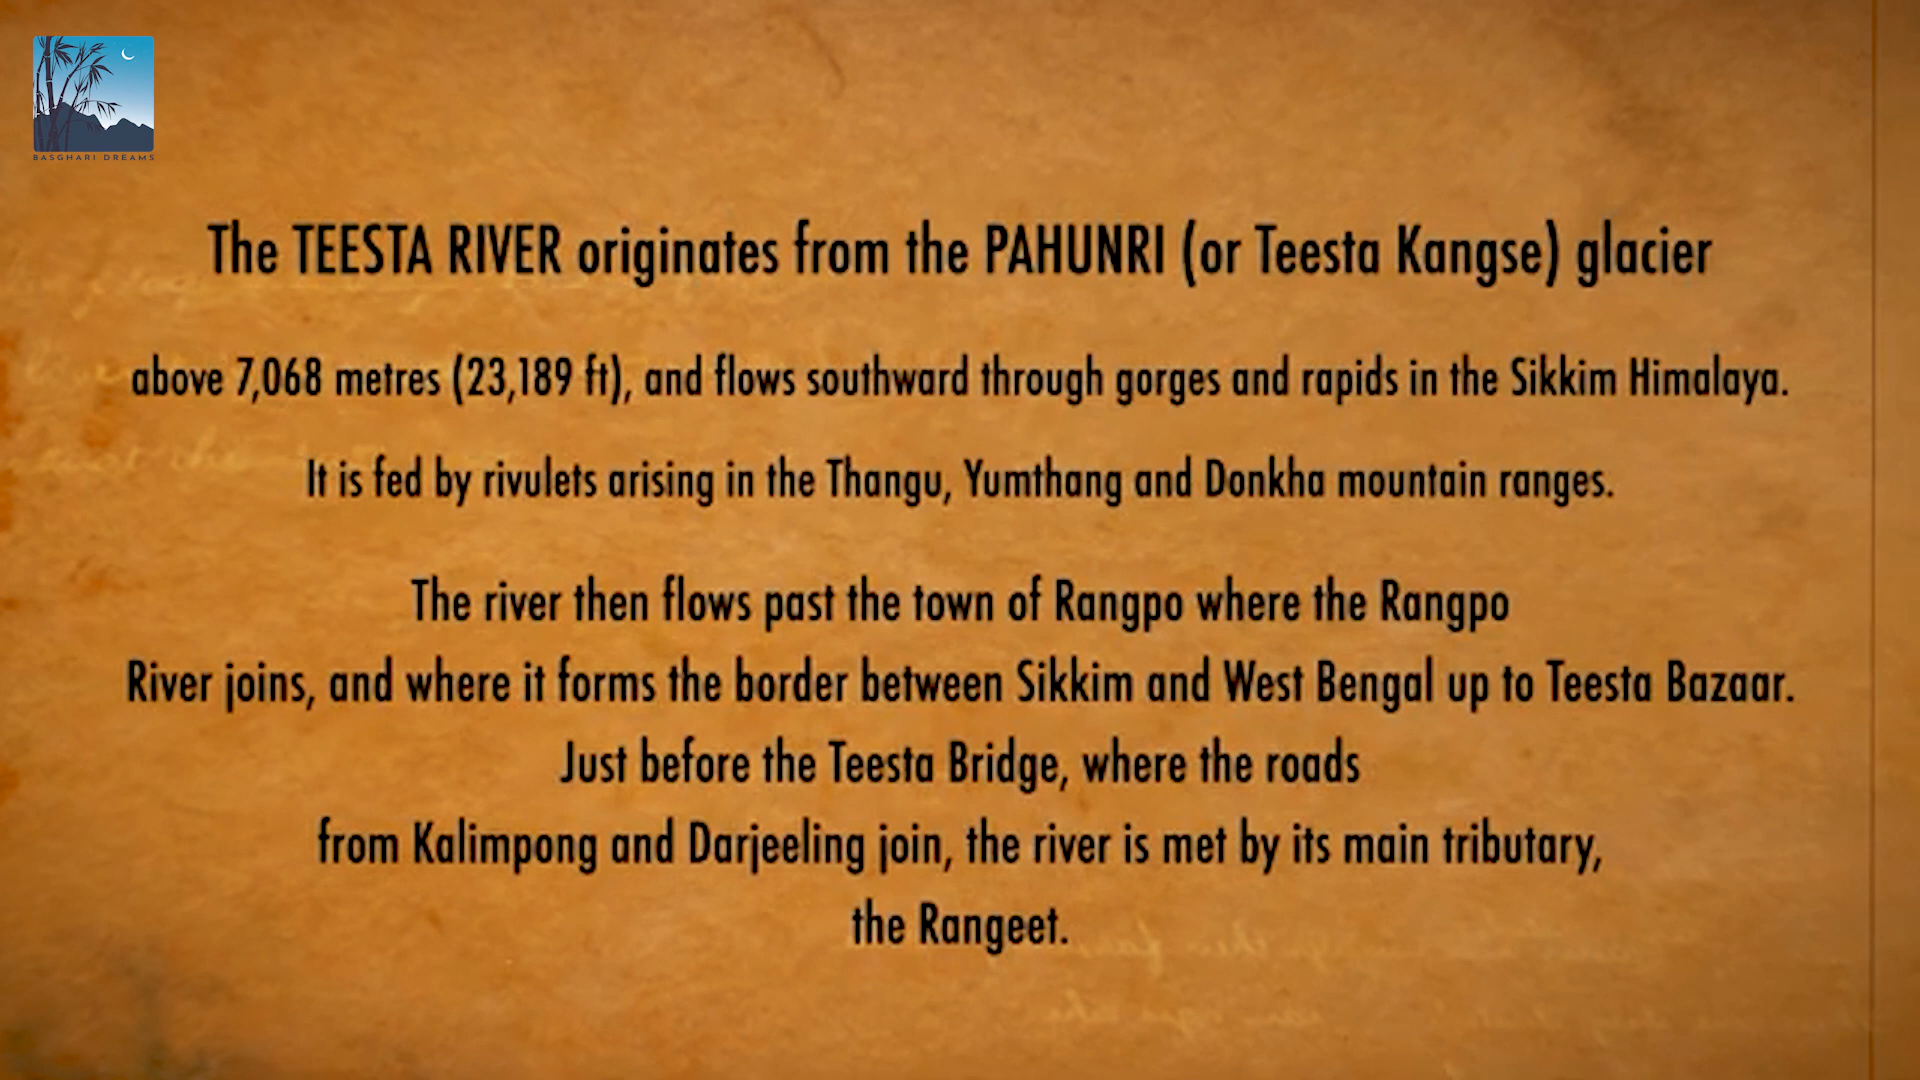 BASGHARI DREAMS
The TEESTA RIVER originates from the PAHUNRI (or Teesta Kangse) glacier
above 7,068 metres (23,189 ft), and flows southward through gorges and rapids in the Sikkim Himalaya.
It is fed by rivulets arising in the Thangu, Yumthang and Donkha mountain ranges.
The river then flows past the town of Rangpo where the Rangpo
River joins, and where it forms the border between Sikkim and West Bengal up to Teesta Bazaar.
Just before the Teesta Bridge, where the roads
from Kalimpong and Darjeeling join, the river is met by its main tributary,
the Rangeet.